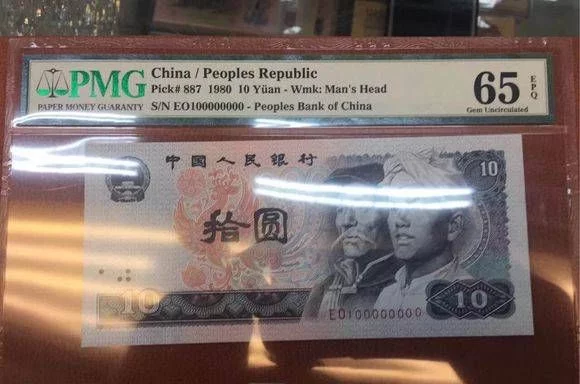 PMG
PAPER MONEY GUARANTY
China / Peoples Republic
Pick# 887 1980 10 Yüan - Wmk: Man's Head
S/N EO100000000 - Peoples Bank of China
65 EPQ
Gem Uncirculated
中国人民银行
10
拾圆
10
EO100000000
10